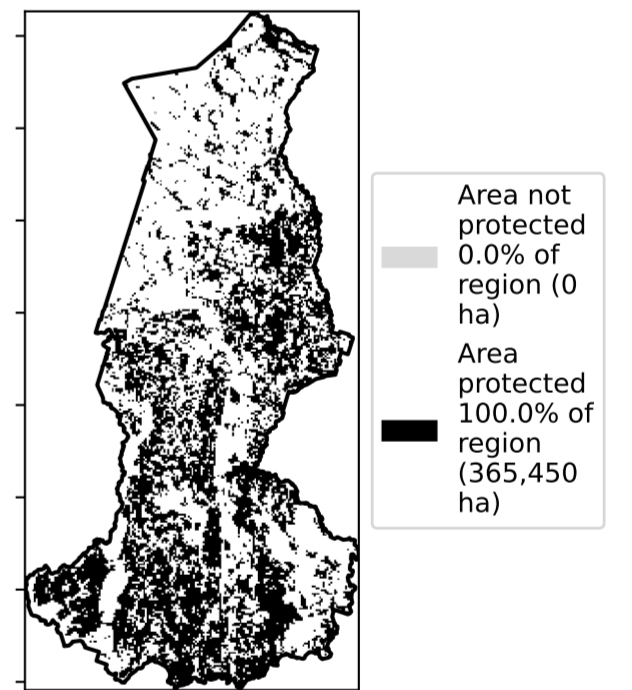 Area not
protected
0.0% of
region (0
ha)
Area
protected
100.0% of
region
(365,450
ha)